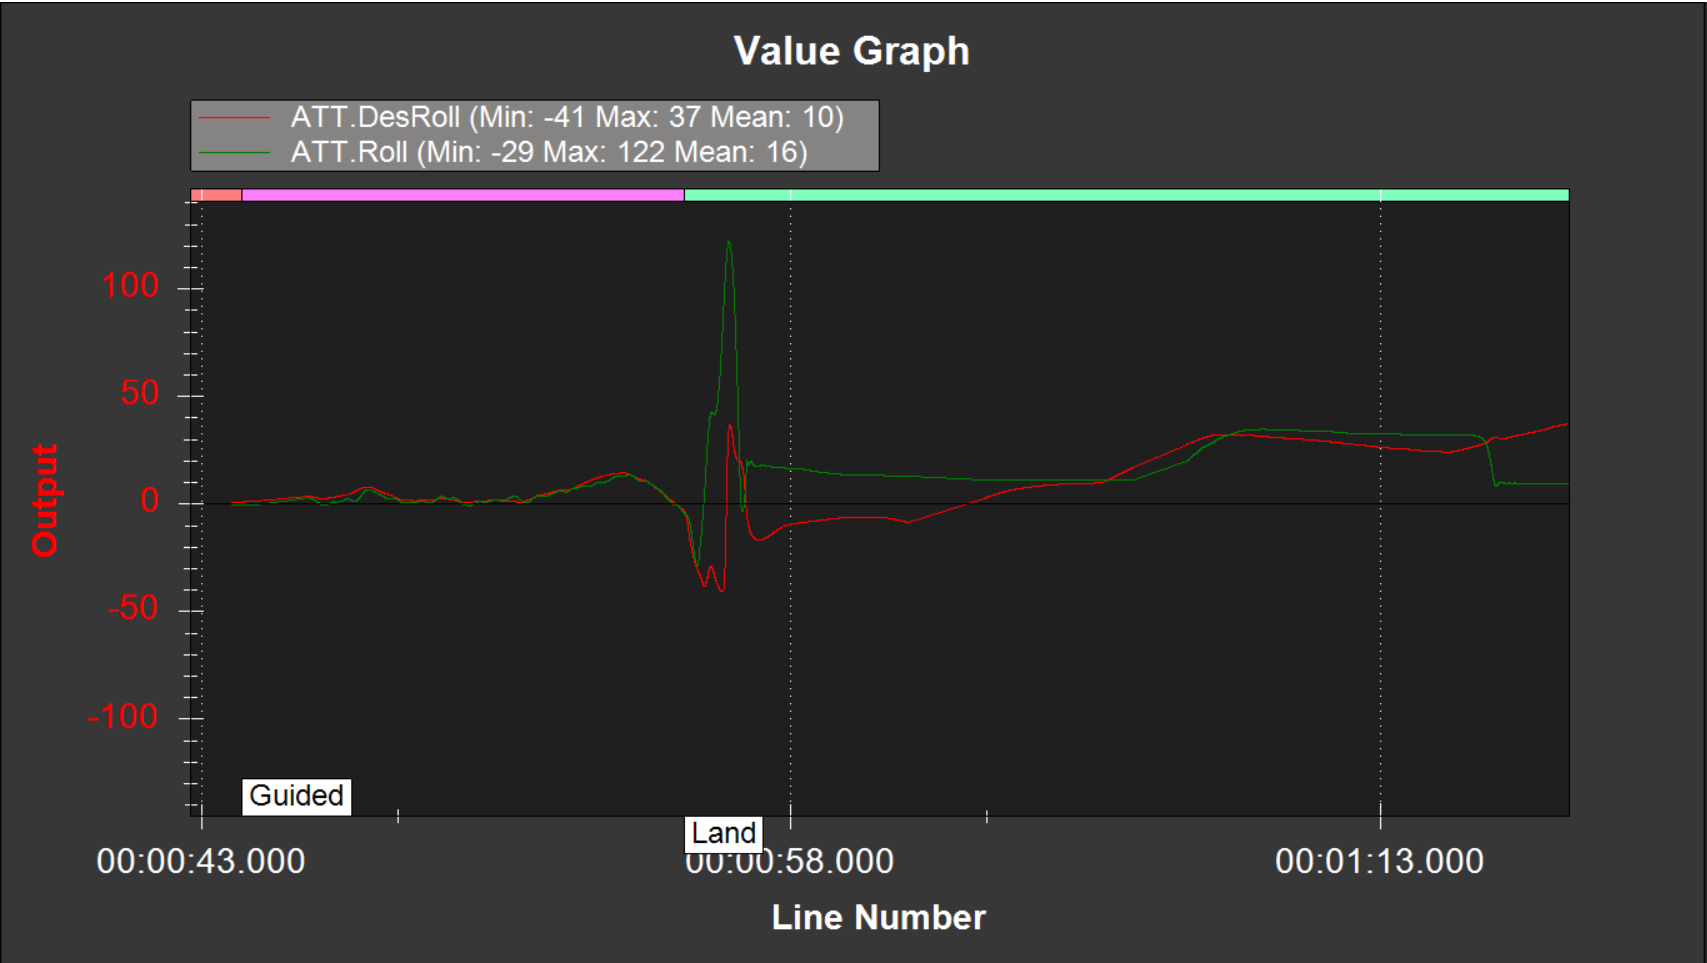 Value Graph
ATT.DesRoll (Min: -41 Max: 37 Mean: 10)
ATT.Roll (Min: -29 Max: 122 Mean: 16)
100
50
0
-50
-100
Output
Guided
Land
00:00:43.000
00:00:58.000
00:01:13.000
Line Number